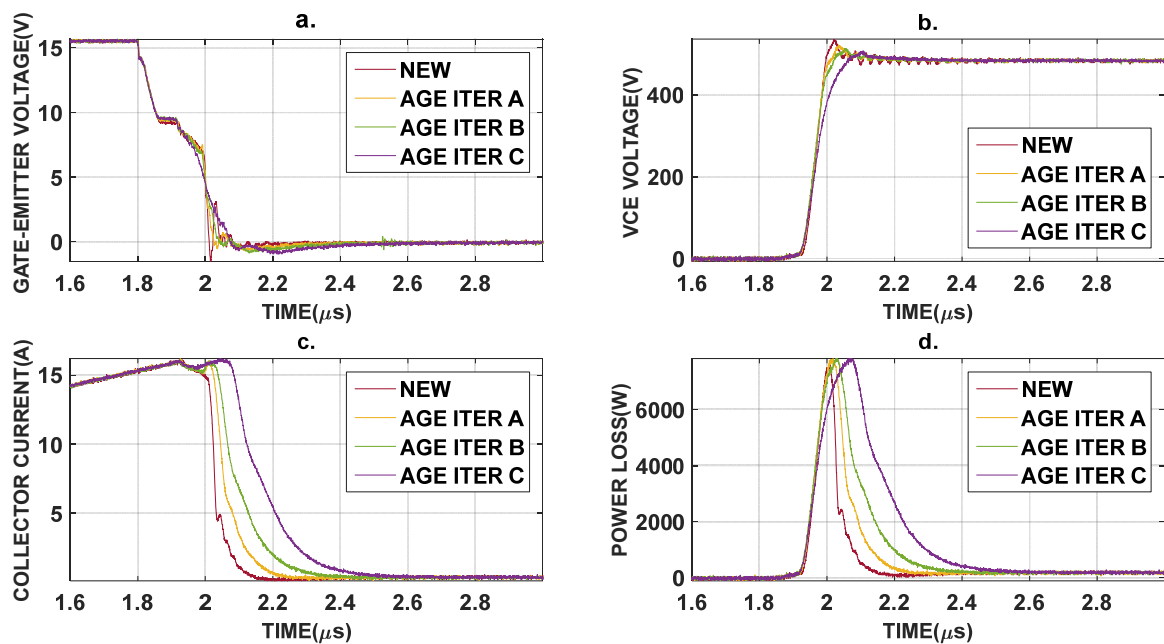 a.
GATE-EMITTER VOLTAGE(V)
15
10
5
0
NEW
AGE ITER A
AGE ITER B
AGE ITER C
1.6 1.8 2 2.2 2.4 2.6 2.8
TIME(μs)
b.
VCE VOLTAGE(V)
400
200
0
NEW
AGE ITER A
AGE ITER B
AGE ITER C
1.6 1.8 2 2.2 2.4 2.6 2.8
TIME(μs)
c.
COLLECTOR CURRENT(A)
15
10
5
NEW
AGE ITER A
AGE ITER B
AGE ITER C
1.6 1.8 2 2.2 2.4 2.6 2.8
TIME(μs)
d.
POWER LOSS(W)
6000
4000
2000
0
NEW
AGE ITER A
AGE ITER B
AGE ITER C
1.6 1.8 2 2.2 2.4 2.6 2.8
TIME(μs)